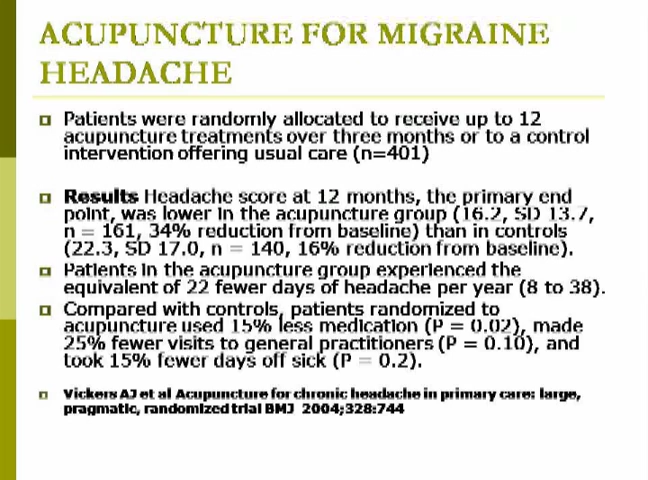 ACUPUNCTURE FOR MIGRAINE
HEADACHE
Patients were randomly allocated to receive up to 12
acupuncture treatments over three months or to a control
intervention offering usual care (n=401)
Results Headache score at 12 months, the primary end
point, was lower in the acupuncture group (16.2, SD 13.7,
n = 161, 34% reduction from baseline) than in controls
(22.3, SD 17.0, n = 140, 16% reduction from baseline).
Patients in the acupuncture group experienced the
equivalent of 22 fewer days of headache per year (8 to 38).
Compared with controls, patients randomized to
acupuncture used 15% less medication (P = 0.02), made
25% fewer visits to general practitioners (P = 0.10), and
took 15% fewer days off sick (P = 0.2).
Vickers AJ et al Acupuncture for chronic headache in primary care: large,
pragmatic, randomized trial BMJ 2004;328:744